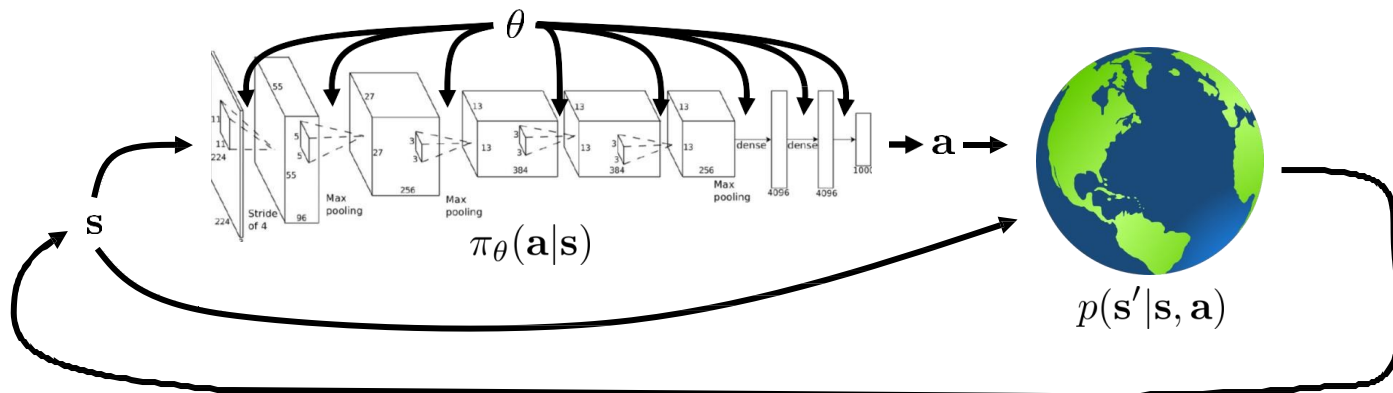 θ
55
27
13
13
13
11
11
224
5
5
55
27
3
3
13
3
3
13
3
3
13
dense
dense
1000
384
384
256
4096
4096
256
Max
pooling
Max
pooling
Max
pooling
96
224
Stride
of 4
s
a
π_θ(a|s)
p(s′|s, a)